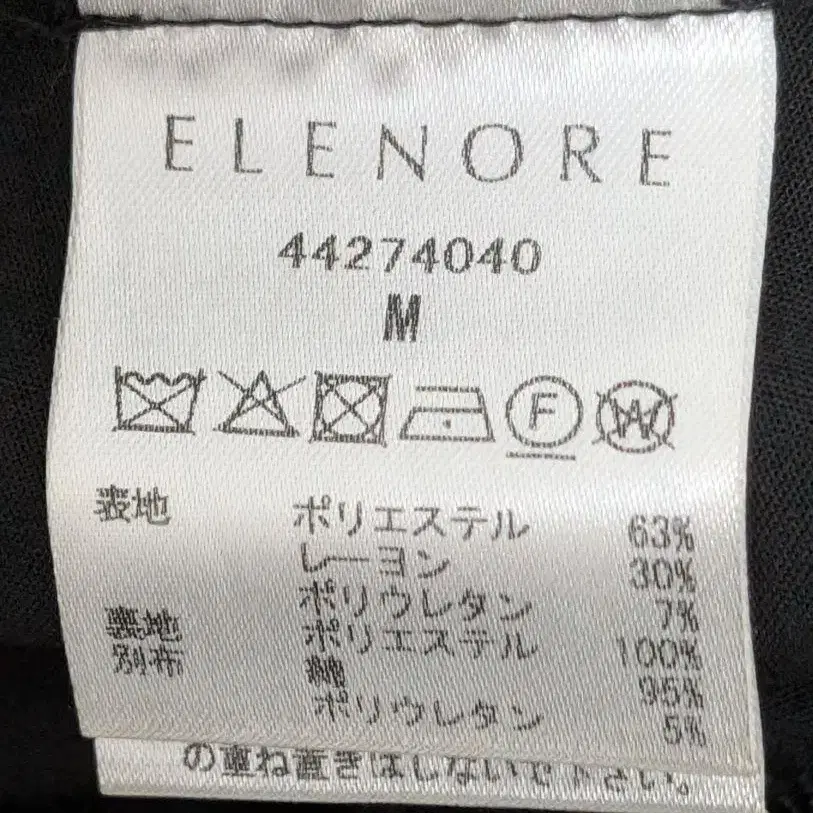 ELENORE
44274040
M
F
W
表地 ポリエステル 63%
レーヨン 30%
ポリウレタン 7%
裏地 ポリエステル 100%
別布 綿 95%
ポリウレタン 5%
の重ね置きはしないで下さい。